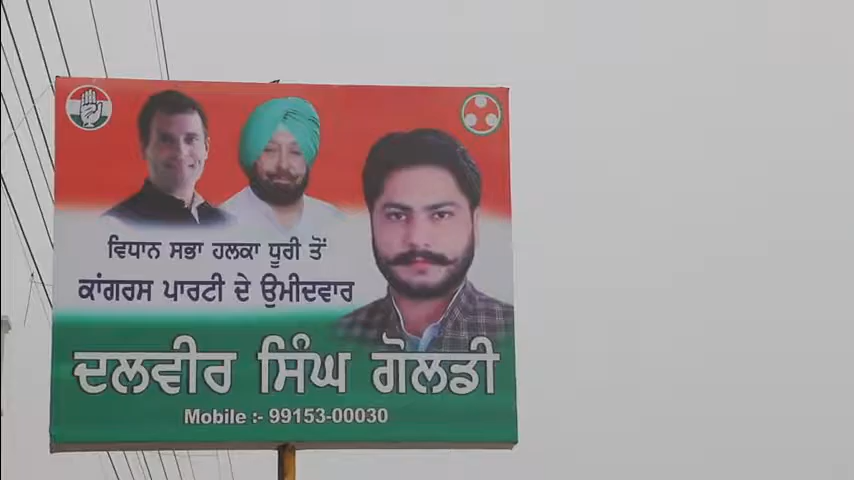 ਵਿਧਾਨ ਸਭਾ ਹਲਕਾ ਧੂਰੀ ਤੋਂ
ਕਾਂਗਰਸ ਪਾਰਟੀ ਦੇ ਉਮੀਦਵਾਰ
ਦਲਵੀਰ ਸਿੰਘ ਗੋਲਡੀ
Mobile :- 99153-00030